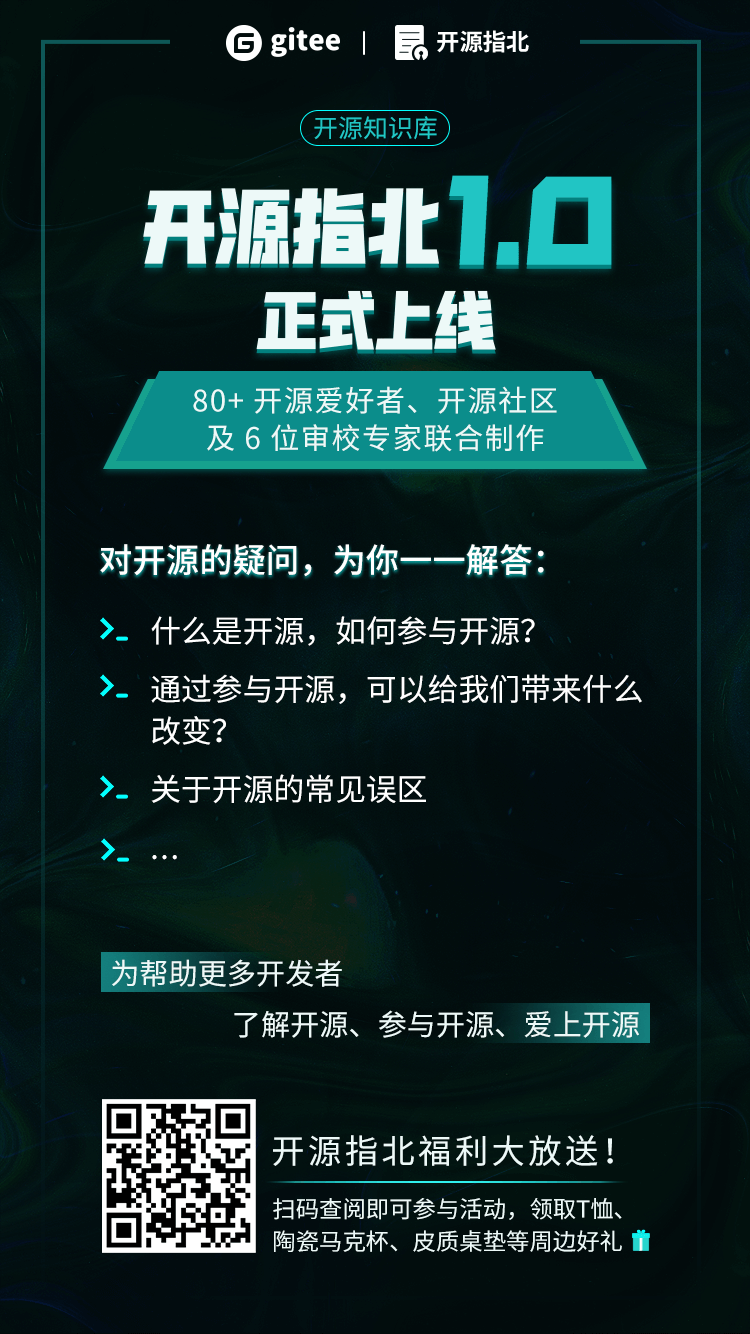 gitee | 开源指北
开源知识库
开源指北1.0
正式上线
80+ 开源爱好者、开源社区
及 6 位审校专家联合制作
对开源的疑问，为你一一解答：
什么是开源，如何参与开源？
通过参与开源，可以给我们带来什么
改变？
关于开源的常见误区
...
为帮助更多开发者
了解开源、参与开源、爱上开源
开源指北福利大放送！
扫码查阅即可参与活动，领取T恤、
陶瓷马克杯、皮质桌垫等周边好礼